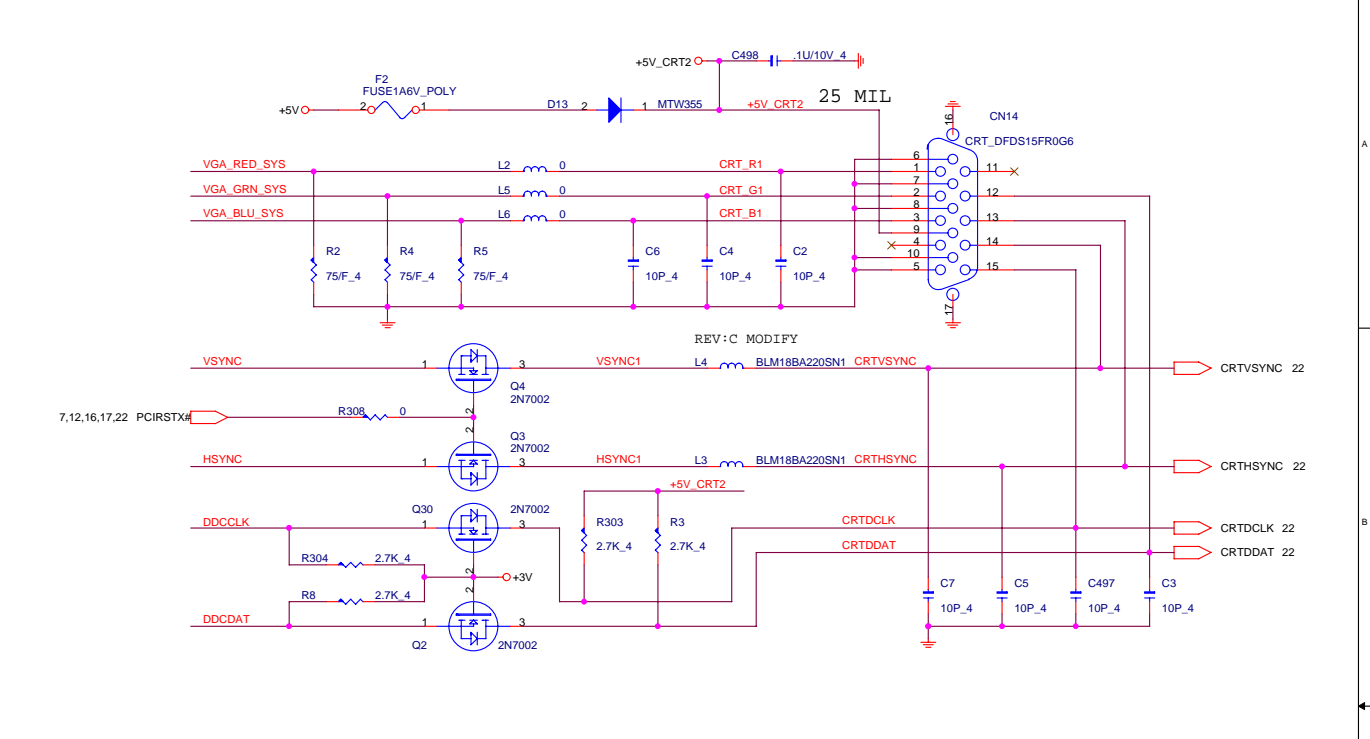 +5V_CRT2 C498 .1U/10V_4
F2
FUSE1A6V_POLY
+5V 2 1 D13 2 1 MTW355 +5V_CRT2 25 MIL
CN14
16
CRT_DFDS15FR0G6
A
6
VGA_RED_SYS L2 0 CRT_R1 1 11
7
VGA_GRN_SYS L5 0 CRT_G1 2 12
8
VGA_BLU_SYS L6 0 CRT_B1 3 13
9
4 14
R2 R4 R5 C6 C4 C2 10
75/F_4 75/F_4 75/F_4 10P_4 10P_4 10P_4 5 15
17
REV:C MODIFY
VSYNC 1 3 VSYNC1 L4 BLM18BA220SN1 CRTVSYNC CRTVSYNC 22
Q4
2N7002
2
7,12,16,17,22 PCIRSTX# R308 0
2
Q3
2N7002
HSYNC 1 3 HSYNC1 L3 BLM18BA220SN1 CRTHSYNC CRTHSYNC 22
+5V_CRT2
Q30 2N7002
DDCCLK 1 3 R303 R3 CRTDCLK CRTDCLK 22
B
2.7K_4 2.7K_4 CRTDDAT CRTDDAT 22
R304 2.7K_4
2
+3V
2
R8 2.7K_4
C7 C5 C497 C3
10P_4 10P_4 10P_4 10P_4
DDCDAT 1 3
Q2 2N7002